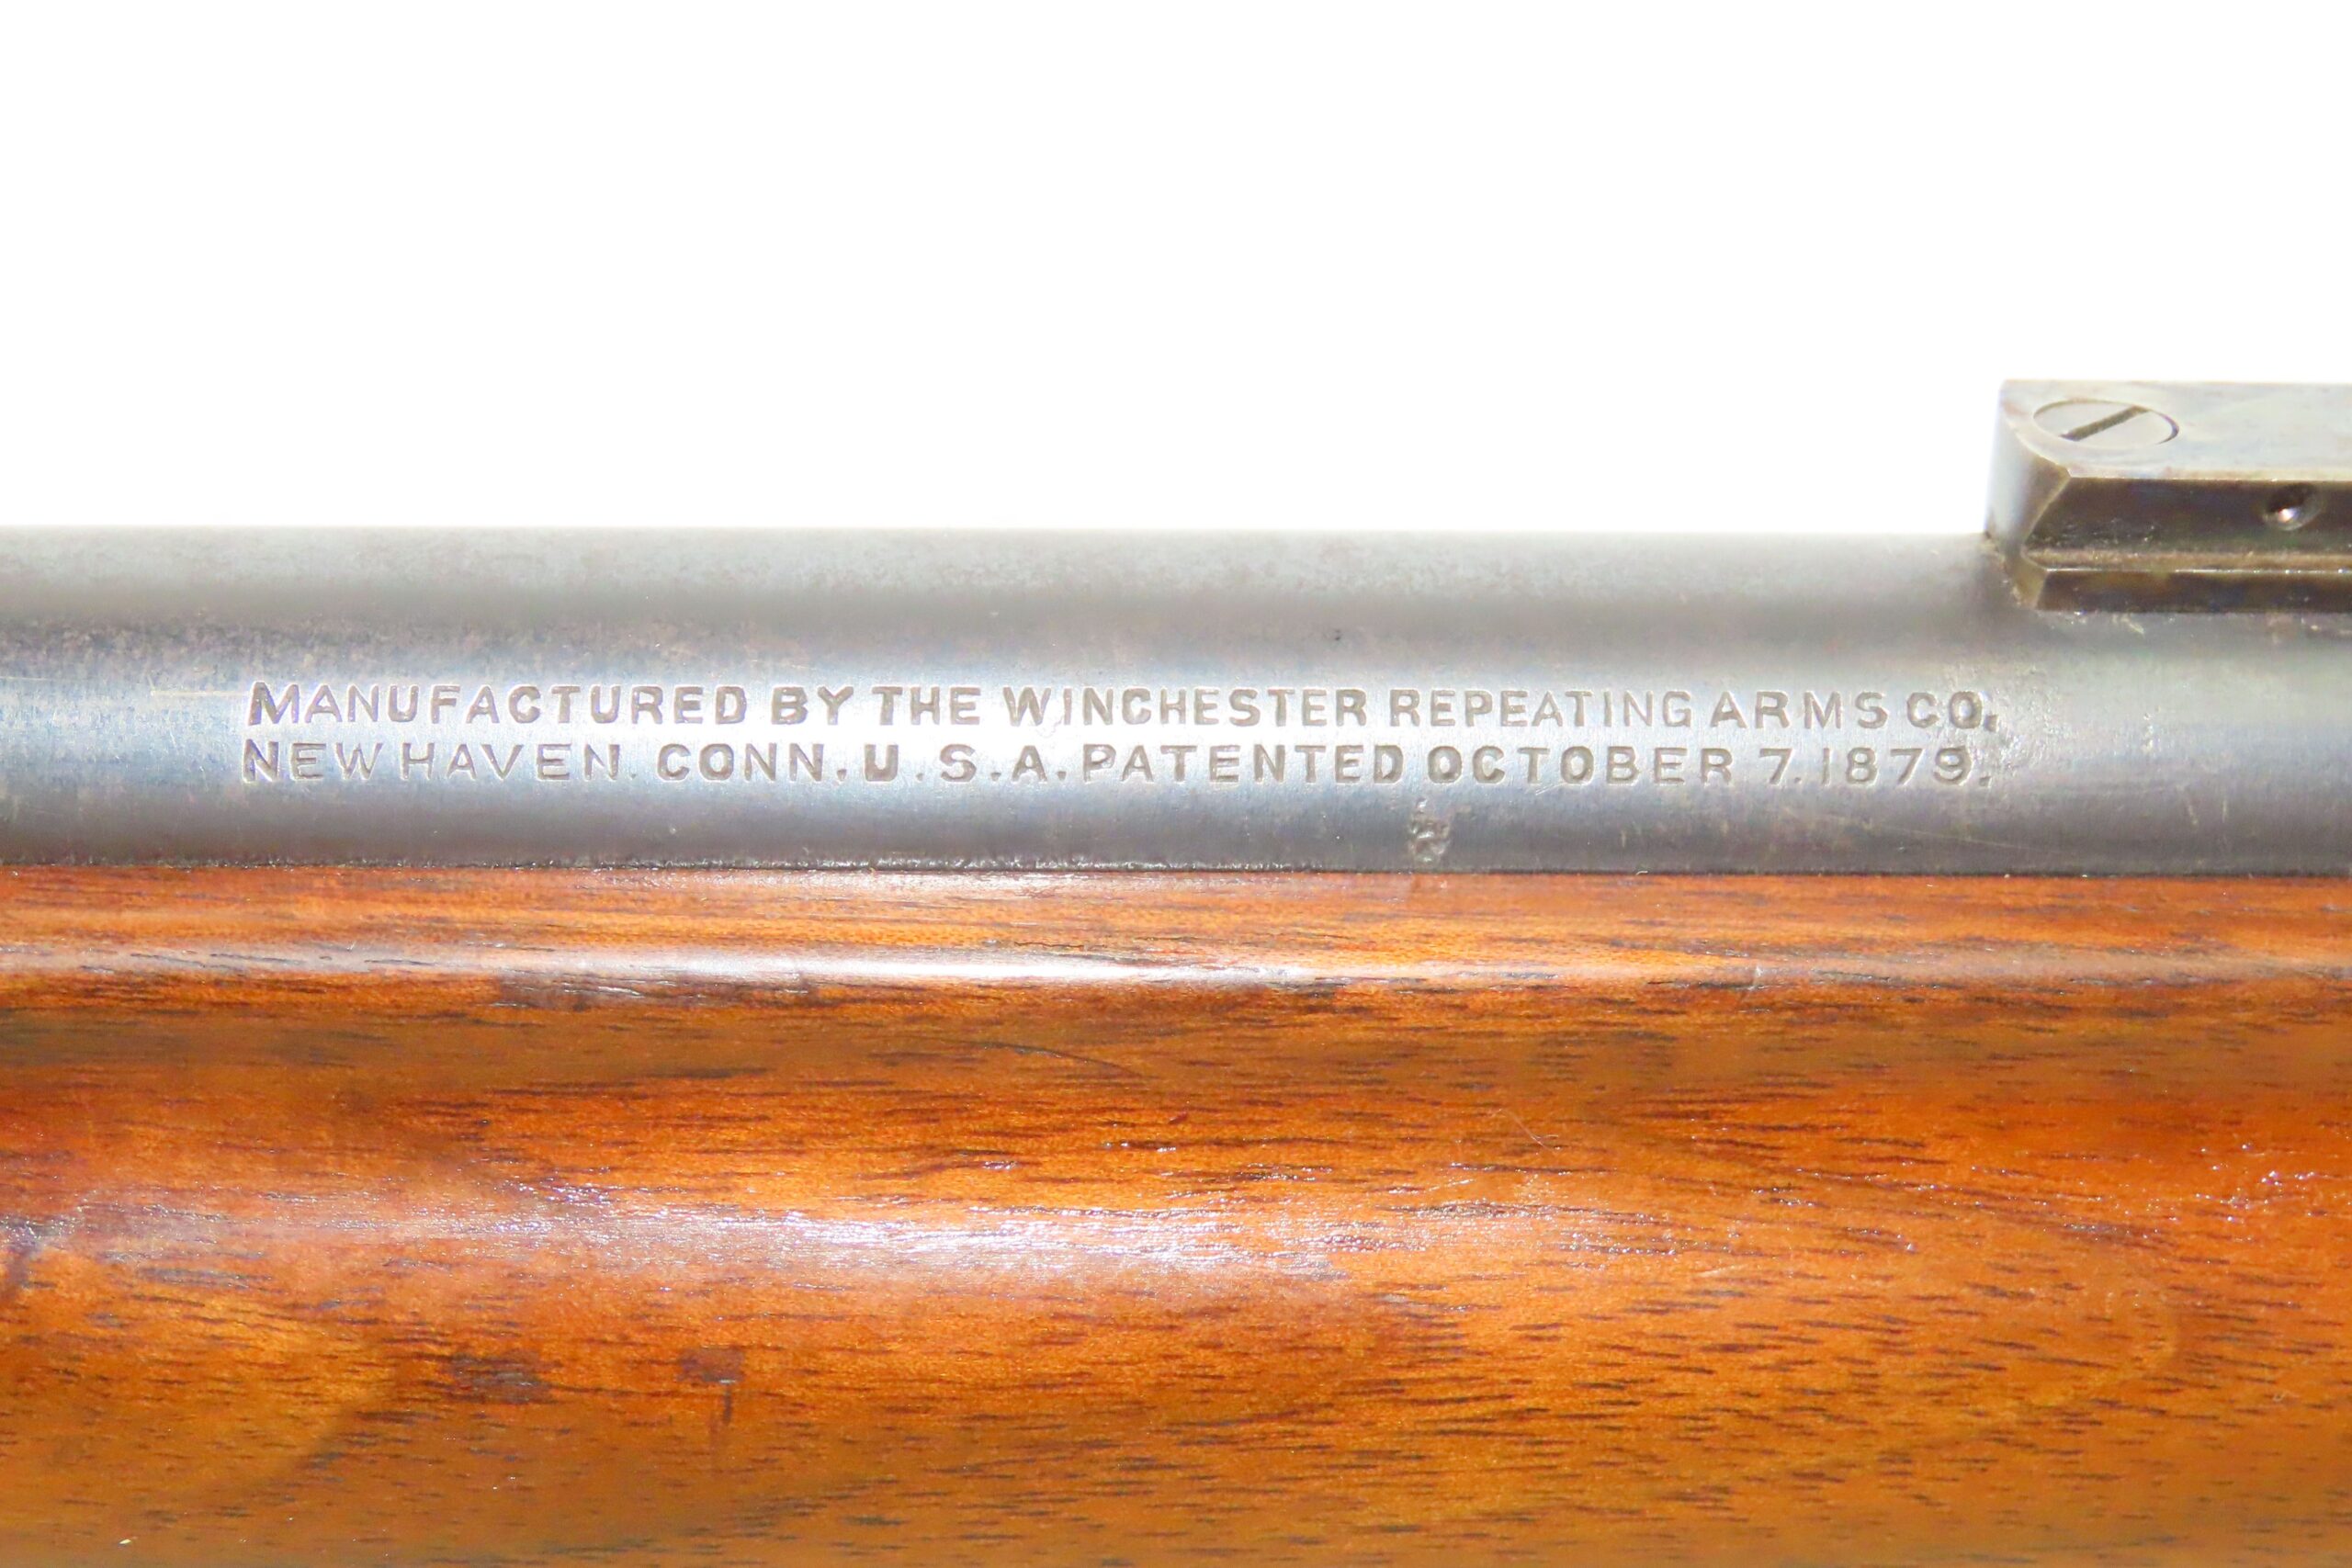 MANUFACTURED BY THE WINCHESTER REPEATING ARMS CO.
NEW HAVEN. CONN. U.S.A. PATENTED OCTOBER 7. 1879.